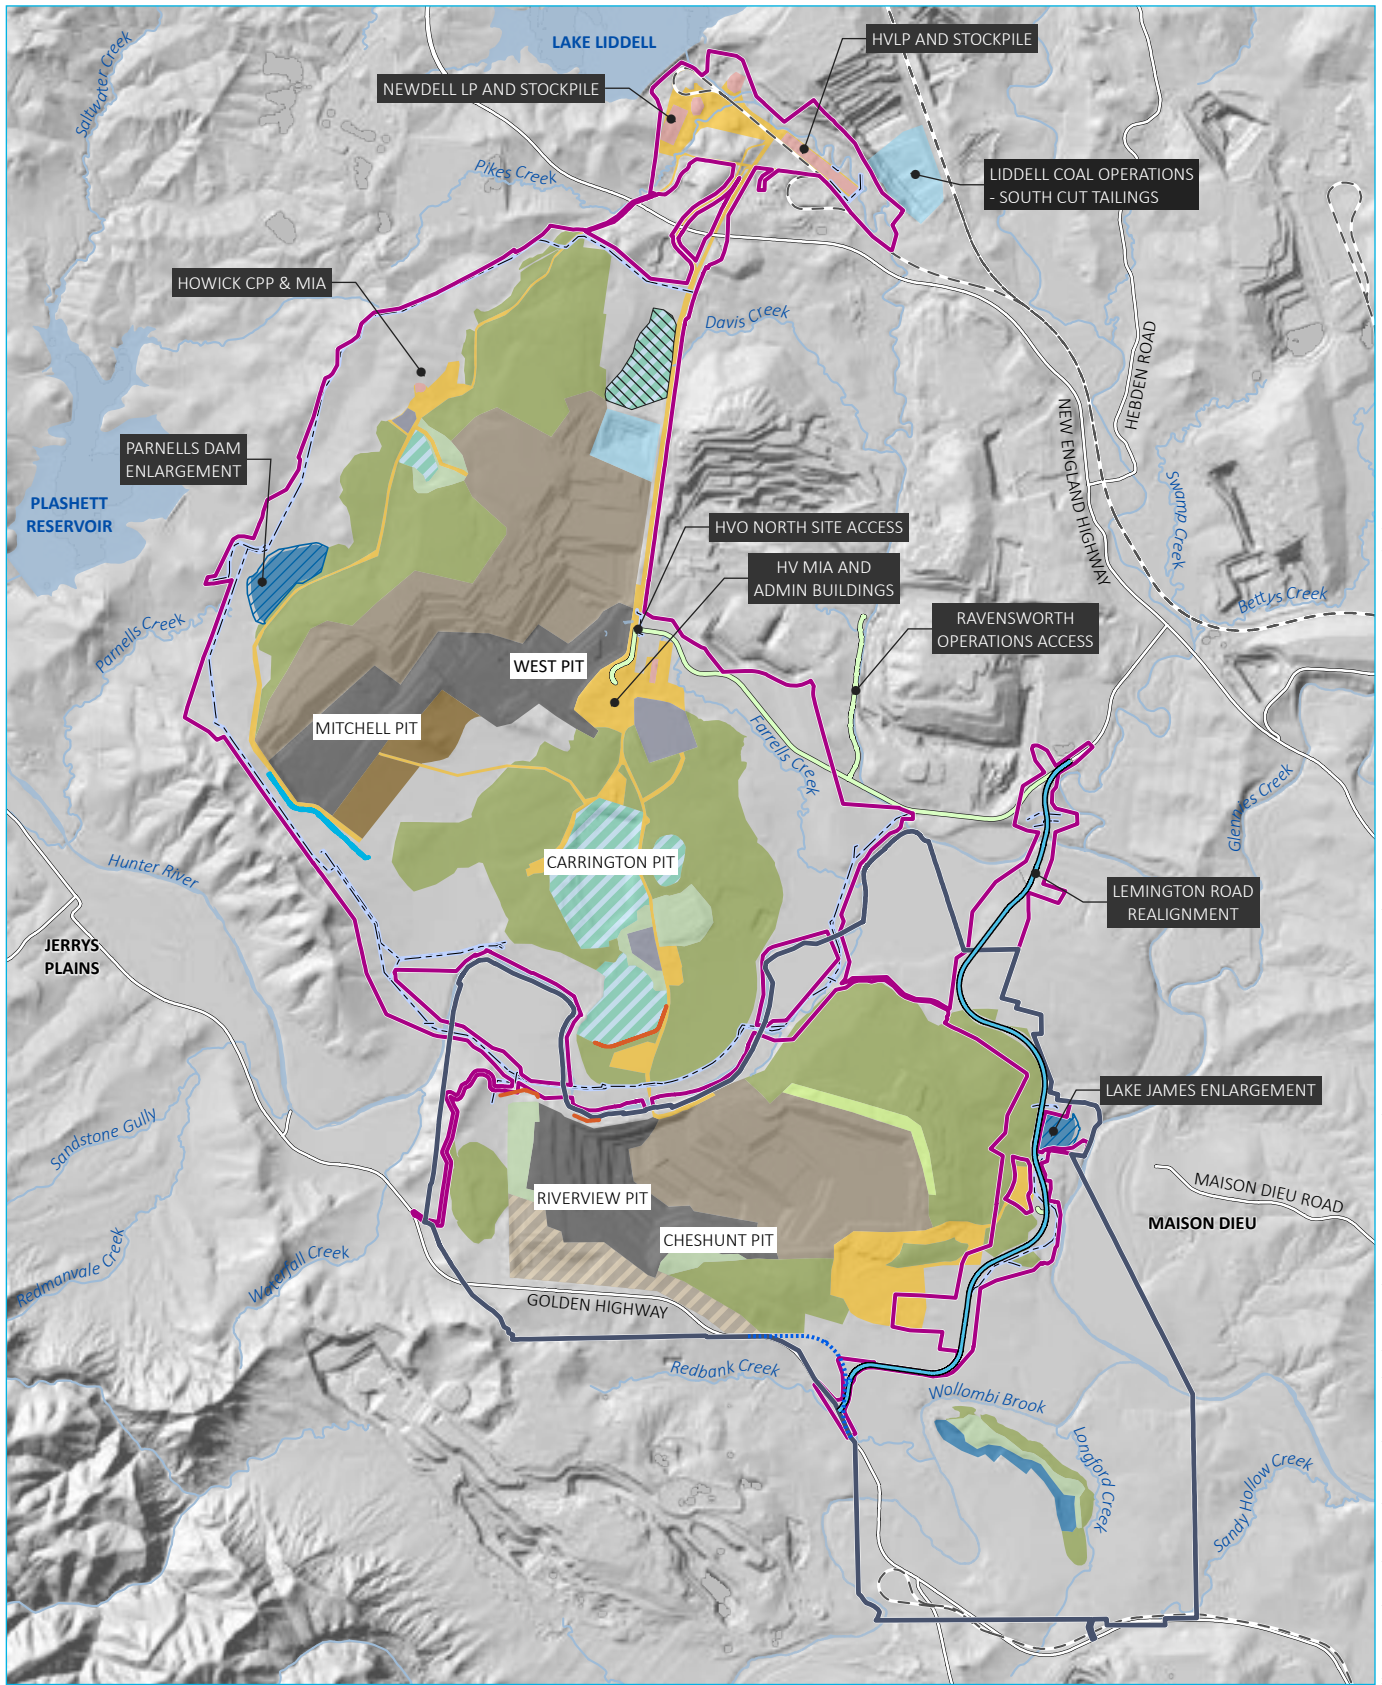 LAKE LIDDELL
HVLP AND STOCKPILE
NEWDELL LP AND STOCKPILE
Saltwater Creek
Pikes Creek
LIDDELL COAL OPERATIONS
- SOUTH CUT TAILINGS
HOWICK CPP & MIA
Davis Creek
HEBDEN ROAD
NEW ENGLAND HIGHWAY
PARNELLS DAM
ENLARGEMENT
PLASHETT
RESERVOIR
Swamp Creek
HVO NORTH SITE ACCESS
HV MIA AND
ADMIN BUILDINGS
Bettys Creek
RAVENSWORTH
OPERATIONS ACCESS
Parnells Creek
WEST PIT
MITCHELL PIT
Farrells Creek
Glennies Creek
Hunter River
CARRINGTON PIT
LEMINGTON ROAD
REALIGNMENT
JERRYS
PLAINS
LAKE JAMES ENLARGEMENT
Sandstone Gully
RIVERVIEW PIT
MAISON DIEU ROAD
MAISON DIEU
CHESHUNT PIT
Redmanvale Creek
Waterfall Creek
GOLDEN HIGHWAY
Redbank Creek
Wollombi Brook
Longford Creek
Sandy Hollow Creek